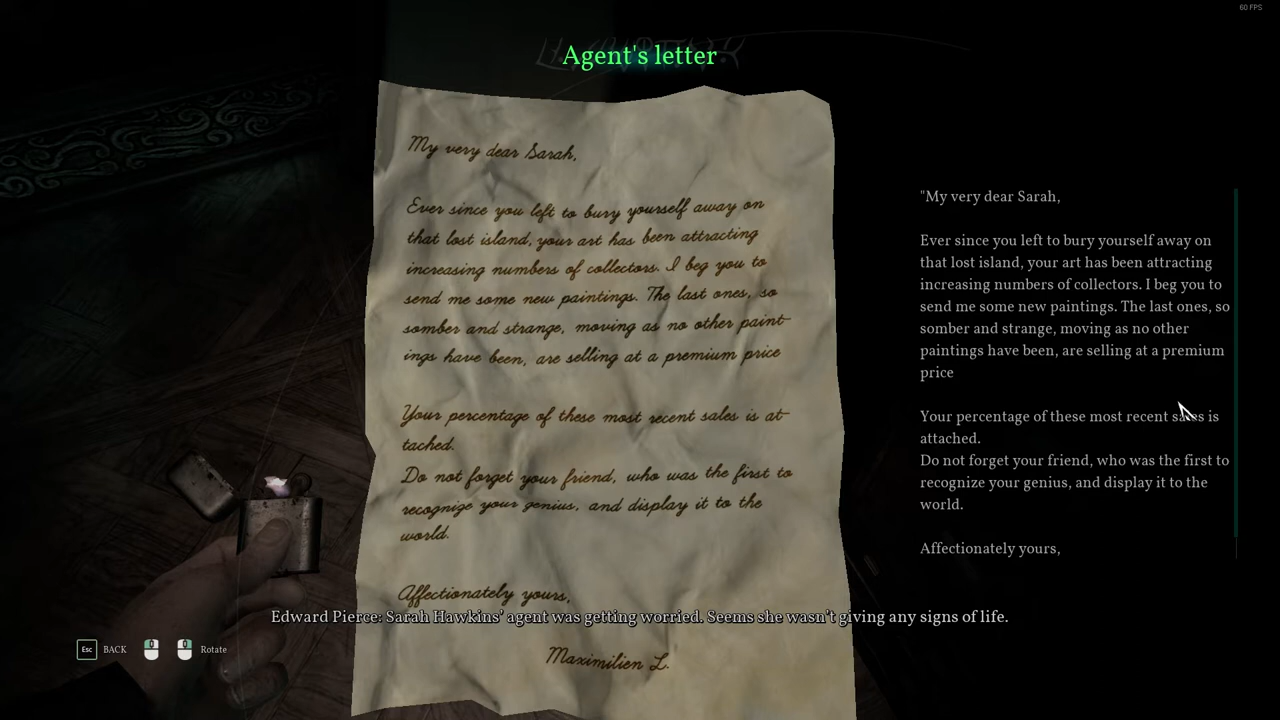 60 FPS
Agent's letter
My very dear Sarah,
Ever since you left to bury yourself away on
that lost island, your art has been attracting
increasing numbers of collectors. I beg you to
send me some new paintings. The last ones, so
somber and strange, moving as no other paint-
ings have been, are selling at a premium price
Your percentage of these most recent sales is at-
tached.
Do not forget your friend, who was the first to
recognize your genius, and display it to the
world.
Affectionately yours,
Maximilien L.
"My very dear Sarah,
Ever since you left to bury yourself away on
that lost island, your art has been attracting
increasing numbers of collectors. I beg you to
send me some new paintings. The last ones, so
somber and strange, moving as no other
paintings have been, are selling at a premium
price
Your percentage of these most recent sales is
attached.
Do not forget your friend, who was the first to
recognize your genius, and display it to the
world.
Affectionately yours,
Edward Pierce: Sarah Hawkins' agent was getting worried. Seems she wasn't giving any signs of life.
Esc BACK
Rotate